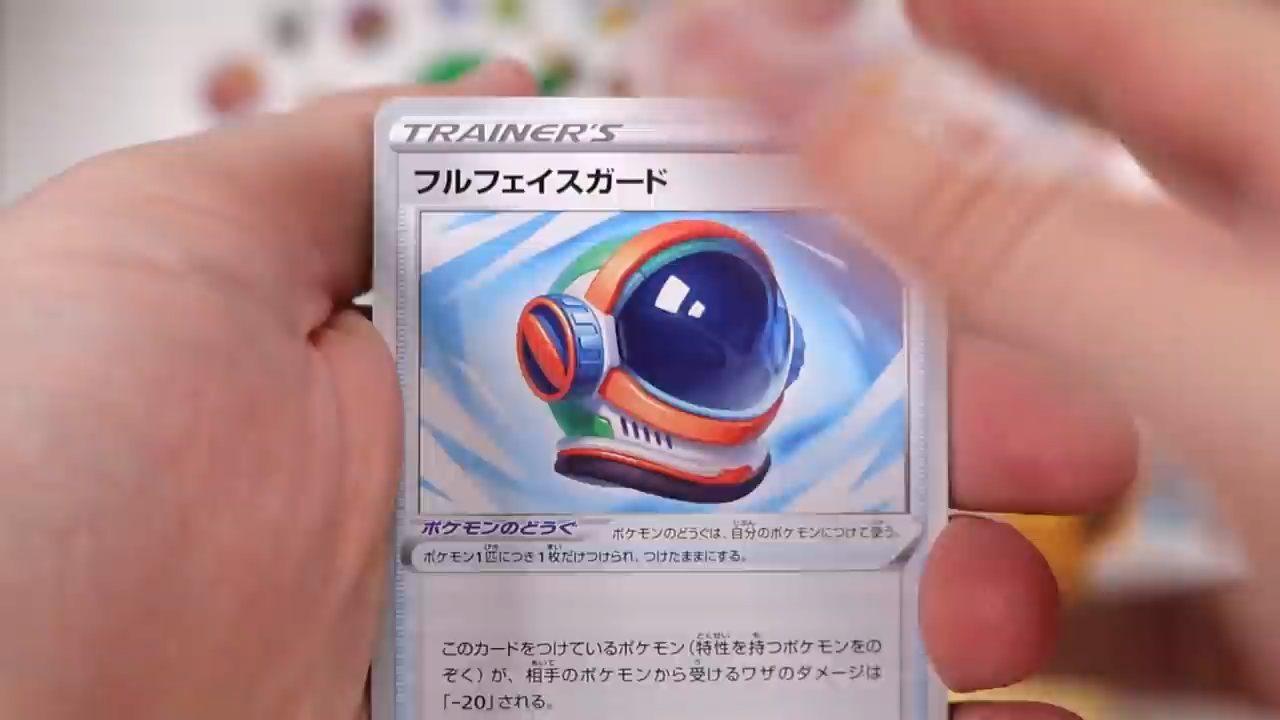 TRAINER'S
フルフェイスガード
ポケモンのどうぐ
ポケモンのどうぐは、自分のポケモンにつけて使う。
ポケモン1匹につき1枚だけつけられ、つけたままにする。
このカードをつけているポケモン(特性を持つポケモンをの
ぞく)が、相手のポケモンから受けるワザのダメージは
「-20」される。